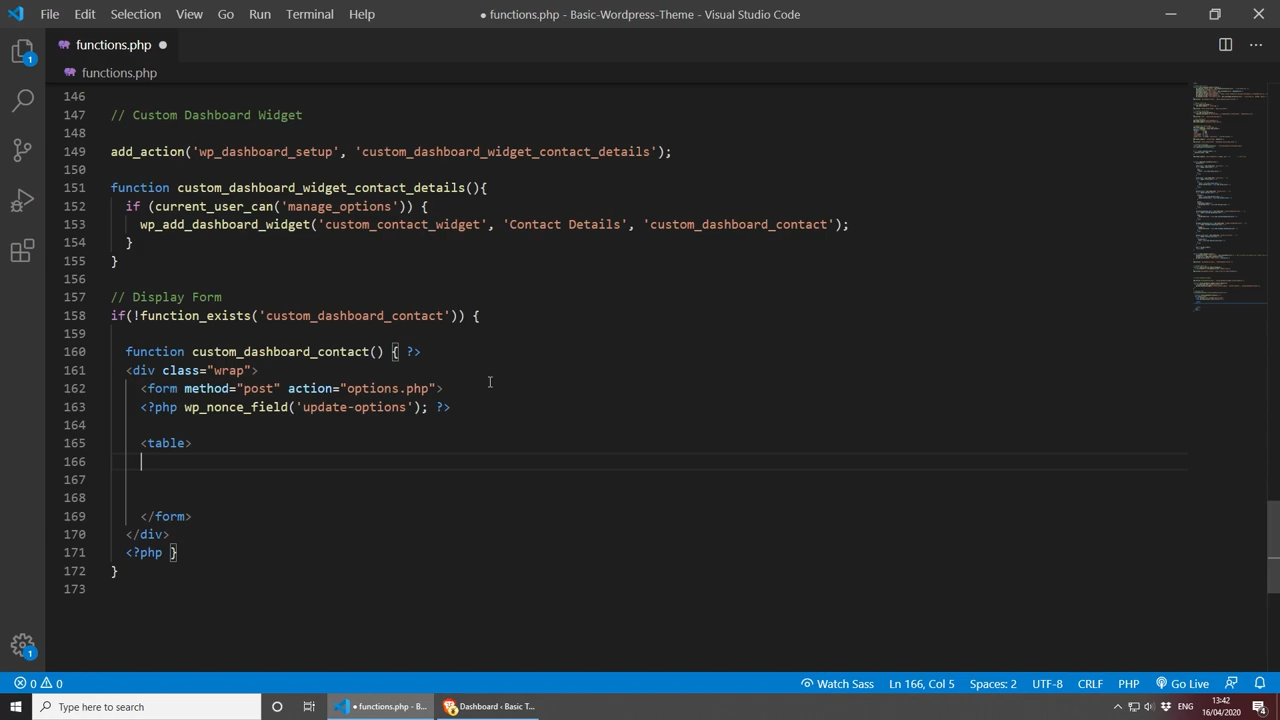 File Edit Selection View Go Run Terminal Help
● functions.php - Basic-Wordpress-Theme - Visual Studio Code
functions.php
functions.php
146
147 // Custom Dashboard Widget
148
149 add_action('wp_dashboard_setup', 'custom_dashboard_widget_contact_details');
150
151 function custom_dashboard_widget_contact_details(){
152 if (current_user_can('manage_options')) {
153 wp_add_dashboard_widget('custom_contact_widget', 'Contact Details', 'custom_dashboard_contact');
154 }
155 }
156
157 // Display Form
158 if(!function_exists('custom_dashboard_contact')) {
159
160 function custom_dashboard_contact() { ?>
161 <div class="wrap">
162 <form method="post" action="options.php">
163 <?php wp_nonce_field('update-options'); ?>
164
165 <table>
166
167
168
169 </form>
170 </div>
171 <?php }
172 }
173
1
1
0 0
Watch Sass Ln 166, Col 5 Spaces: 2 UTF-8 CRLF PHP Go Live
Type here to search
● functions.php - B...
Dashboard ‹ Basic T...
ENG
13:42
16/04/2020
4